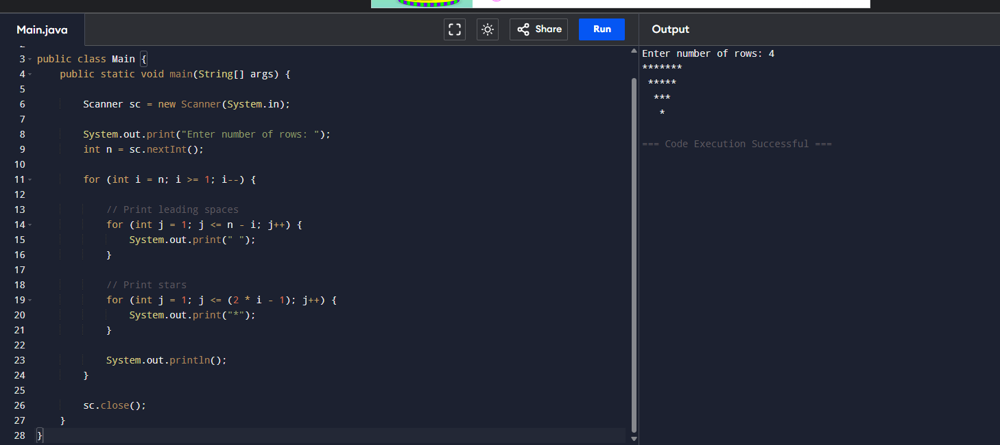 Main.java
Share
Run
Output
3 public class Main {
4     public static void main(String[] args) {
5
6         Scanner sc = new Scanner(System.in);
7
8         System.out.print("Enter number of rows: ");
9         int n = sc.nextInt();
10
11         for (int i = n; i >= 1; i--) {
12
13             // Print leading spaces
14             for (int j = 1; j <= n - i; j++) {
15                 System.out.print(" ");
16             }
17
18             // Print stars
19             for (int j = 1; j <= (2 * i - 1); j++) {
20                 System.out.print("*");
21             }
22
23             System.out.println();
24         }
25
26         sc.close();
27     }
28 }
Enter number of rows: 4
*******
 *****
  ***
   *
=== Code Execution Successful ===